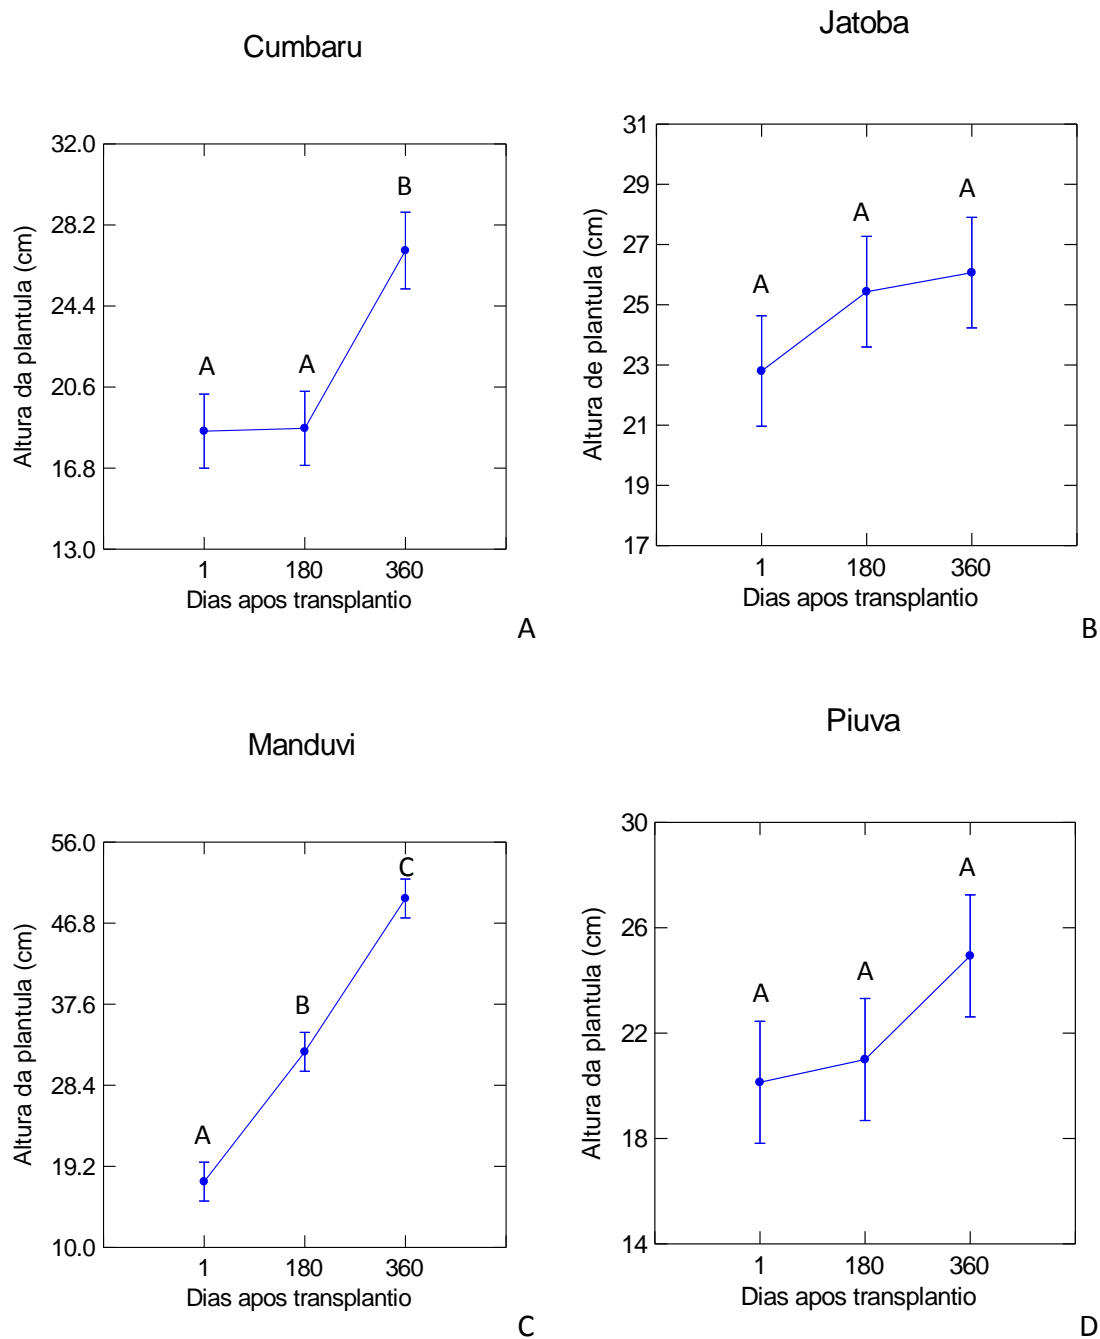 Cumbaru
32.0
28.2
24.4
20.6
16.8
13.0
Altura da plantula (cm)
A
A
B
1 180 360
Dias apos transplantio
A
Jatoba
31
29
27
25
23
21
19
17
Altura de plantula (cm)
A
A
A
1 180 360
Dias apos transplantio
B
Manduvi
56.0
46.8
37.6
28.4
19.2
10.0
Altura da plantula (cm)
A
B
C
1 180 360
Dias apos transplantio
C
Piuva
30
26
22
18
14
Altura da plantula (cm)
A
A
A
1 180 360
Dias apos transplantio
D